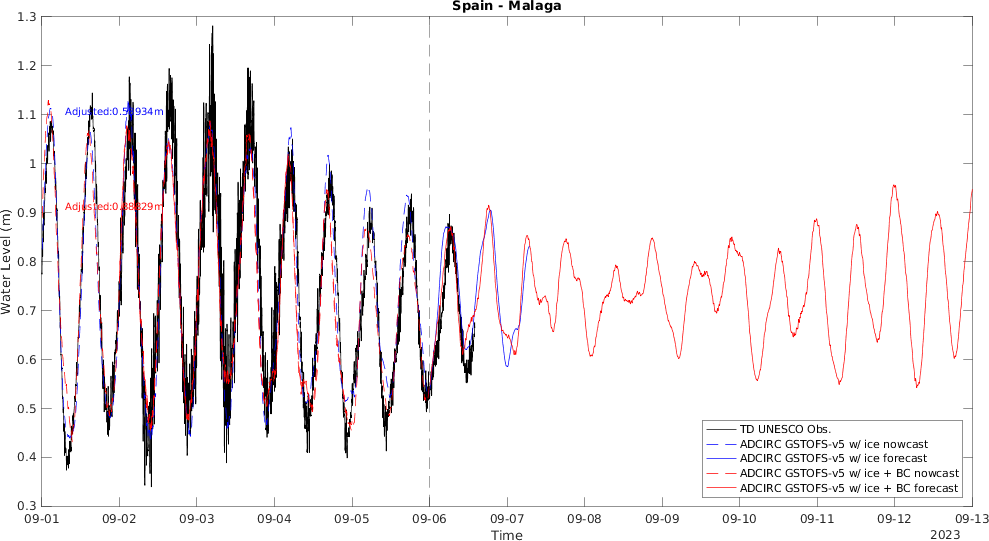 Spain - Malaga
1.3
1.2
1.1
1
0.9
0.8
0.7
0.6
0.5
0.4
0.3
Water Level (m)
TD UNESCO Obs.
ADCIRC GSTOFS-v5 w/ ice nowcast
ADCIRC GSTOFS-v5 w/ ice forecast
ADCIRC GSTOFS-v5 w/ ice + BC nowcast
ADCIRC GSTOFS-v5 w/ ice + BC forecast
09-01 09-02 09-03 09-04 09-05 09-06 09-07 09-08 09-09 09-10 09-11 09-12 09-13
Time
2023